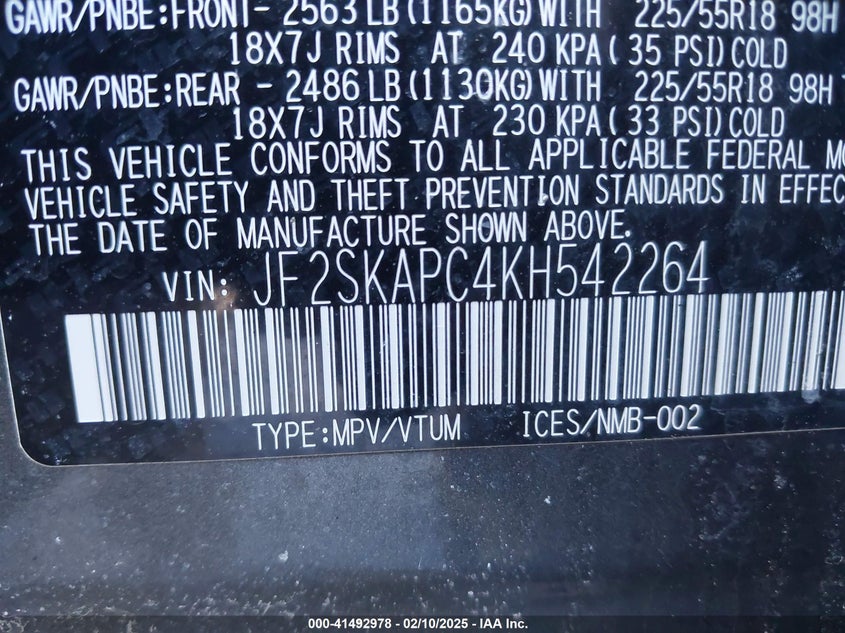 GAWR/PNBE:FRONT- 2563 LB(1165KG)WITH 225/55R18 98H
18X7J RIMS AT 240 KPA( 35 PSI)COLD
GAWR/PNBE:REAR - 2486 LB(1130KG)WITH 225/55R18 98H
18X7J RIMS AT 230 KPA( 33 PSI)COLD
THIS VEHICLE CONFORMS TO ALL APPLICABLE FEDERAL MO
VEHICLE SAFETY AND THEFT PREVENTION STANDARDS IN EFFEC
THE DATE OF MANUFACTURE SHOWN ABOVE.
VIN: JF2SKAPC4KH542264
TYPE:MPV/VTUM ICES/NMB-002
000-41492978 - 02/10/2025 - IAA Inc.